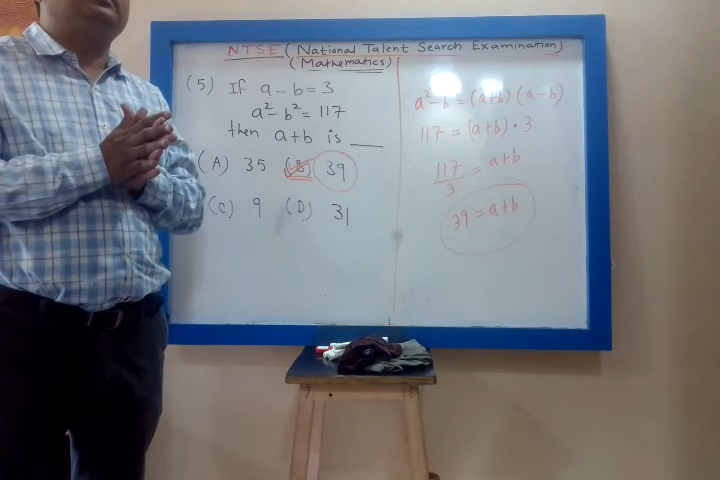 NTSE (National Talent Search Examination)
(Mathematics)
(5) If a - b = 3
a² - b² = 117
then a + b is ___
(A) 35 (B) 39
(C) 9 (D) 31
a² - b = (a+b)·(a-b)
117 = (a+b)·3
117/3 = a+b
39 = a+b